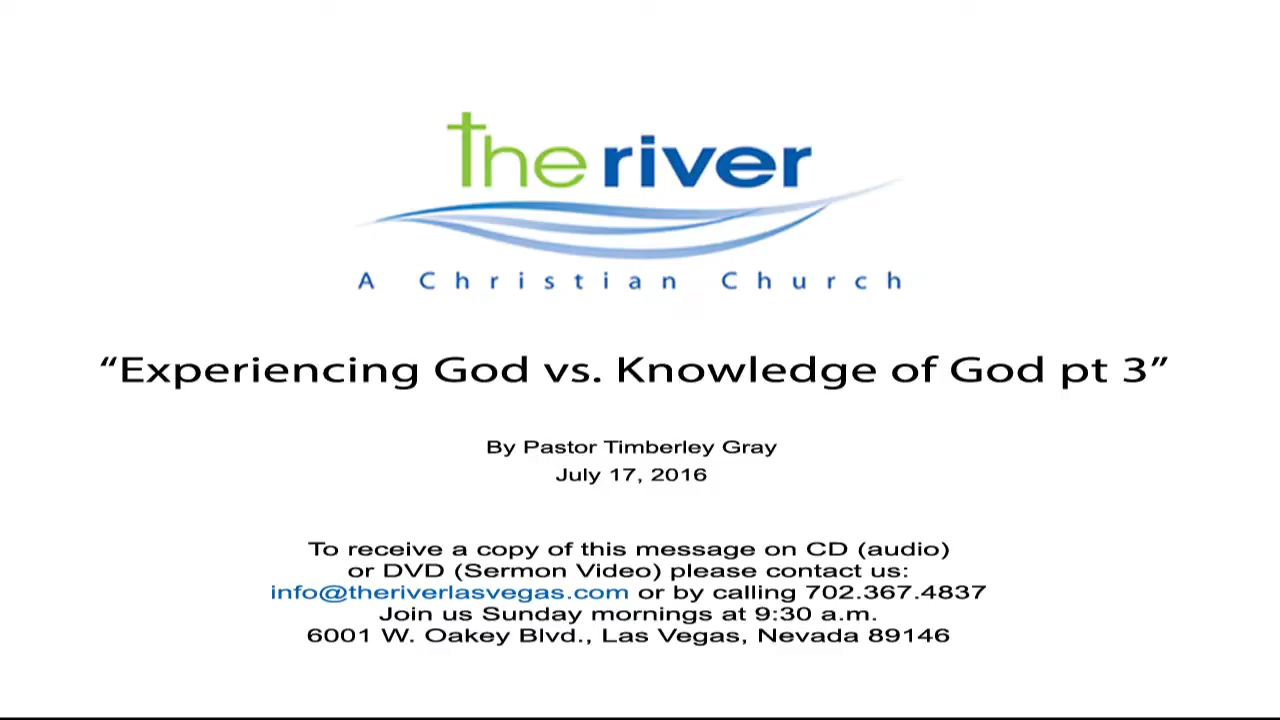 the river
A Christian Church
“Experiencing God vs. Knowledge of God pt 3”
By Pastor Timberley Gray
July 17, 2016
To receive a copy of this message on CD (audio)
or DVD (Sermon Video) please contact us:
info@theriverlasvegas.com or by calling 702.367.4837
Join us Sunday mornings at 9:30 a.m.
6001 W. Oakey Blvd., Las Vegas, Nevada 89146